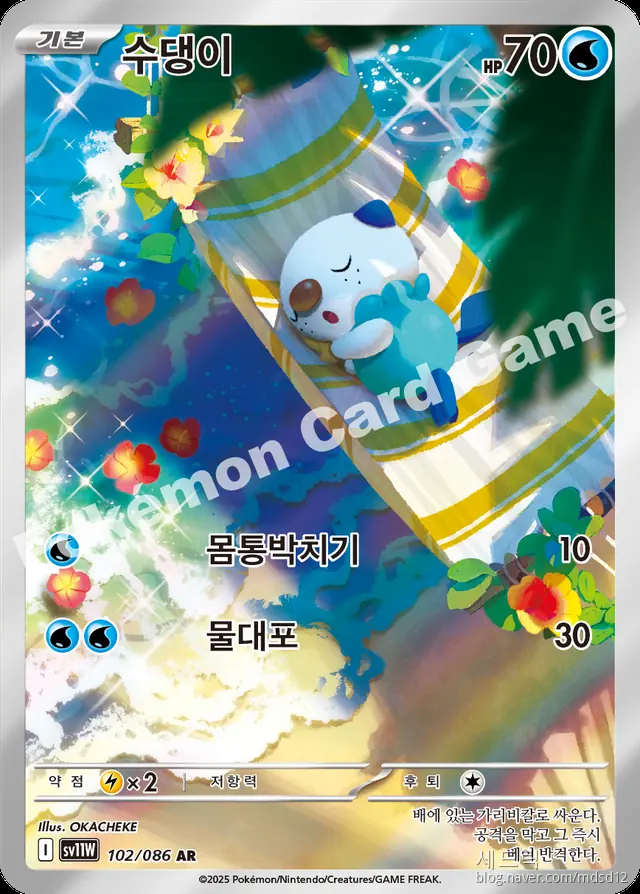 기본
수댕이
HP 70
Pokémon Card Game
몸통박치기 10
물대포 30
약점 ×2 저항력 후퇴
배에 있는 가리비칼로 싸운다.
공격을 막고 그 즉시
베어 반격한다.
Illus. OKACHEKE
I sv11W 102/086 AR
©2025 Pokémon/Nintendo/Creatures/GAME FREAK.
blog.naver.com/mdsd12